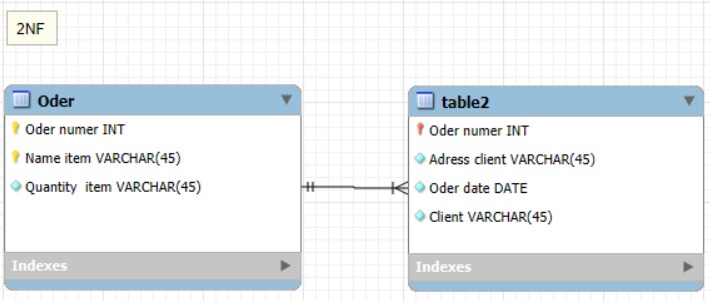 2NF
Oder
Oder numer INT
Name item VARCHAR(45)
Quantity item VARCHAR(45)
Indexes
table2
Oder numer INT
Adress client VARCHAR(45)
Oder date DATE
Client VARCHAR(45)
Indexes